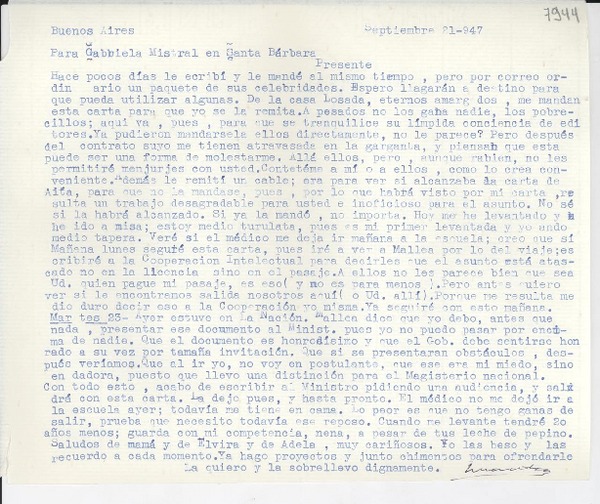 7944
Buenos Aires Septiembre 21-947
Para Gabbiela Mistral en Santa Bárbara
Presente
Hace pocos días le scribí y le mandé al mismo tiempo , pero por correo or-
din ario un paquete de sus celebridades. Espero llegarán a destino para
que pueda utilizar algunas. De la casa Losada, eternos amarg dos , me mandan
esta carta para que yo se la remita. A pesados no los gaba nadie, los pobre-
cillos; aquí va , pues , para que se tranquilice su límpida conciencia de edi
tores.Ya pudieron mandarsela ellos directamente, no le parece? Pero después
del contrato suyo me tienen atravesada en la garganta, y piensan que esta
puede ser una forma de molestarme. Allá ellos, pero , aunque rabien, no les
permitiré menjurjes con usted.Contetéme a mí o a ellos , como lo crea con-
veniente.Además le remití un cable; era para ver si alcanzaba la carta de
para que no la mandase, pues , por lo que habrá visto por mi carta ,re
sulta un trabajo desagradable para usted e inoficioso para el asunto. No sé
si la habrá alcanzado. Si ya la mandó , no importa. Hoy me he levantado y
he ido a misa; estoy medio turulata, pues es mi primer levantada y yo ando
medio tapera. Veré si el médico me deja ir mañana a la escuela; creo que sí
Mañana lunes seguiré esta carta, pues iré a ver a Mallea por lo del viaje;es
cribiré a la Cooperacion Intelectual para decirles que el asunto está atas-
cado no en la licencia sino en el pasaje.A ellos no les parece bien que sea
Ud. quien pague mi pasaje, es eso( y no es para menos ).Pero antes quiero
ver si le encontramos salida nosotros aquí( o Ud. allí).Porque me resulta me
dio duro decir eso a la Cooperación yo misma.Ya seguiré con esto mañana.
Mar tes 23- Ayer estuve en La Nación. Mallea dice que yo debo, antes que
nada , presentar ese documento al Minist. pues yo no puedo pasar por enci-
ma de nadie. Que el documento es honrosísimo y que el Gob. debe sentirse hon
rado a su vez por tamaña invitación. Que si se presentaran obstáculos , des-
pués veríamos.Que al ir yo, no voy en postulante, que ese era mi miedo, sino
en dadora, puesto que llevo una distinción para el Magisterio nacional.
Con todo esto , acabo de escribir al Ministro pidiendo una audiencia, y sal
drá con esta carta. La dejo pues, y hasta pronto. El médico no me dejó ir a
la escuela ayer; todavía me tiene en cama. Lo peor es que no tengo ganas de
salir, prueba que necesito todavía ese reposo. Cuando me levante tendré 20
años menos; guarda con mi competencia, nena, a pesar de tus leche de pepino.
Saludos de mamá y de Elvira y de Adela , muy cariñosos. Yo las beso y las
recuerdo a cada momento.Ya hago proyectos y junto chimentos para ofrendarle
La quiero y la sobrellevo dignamente.